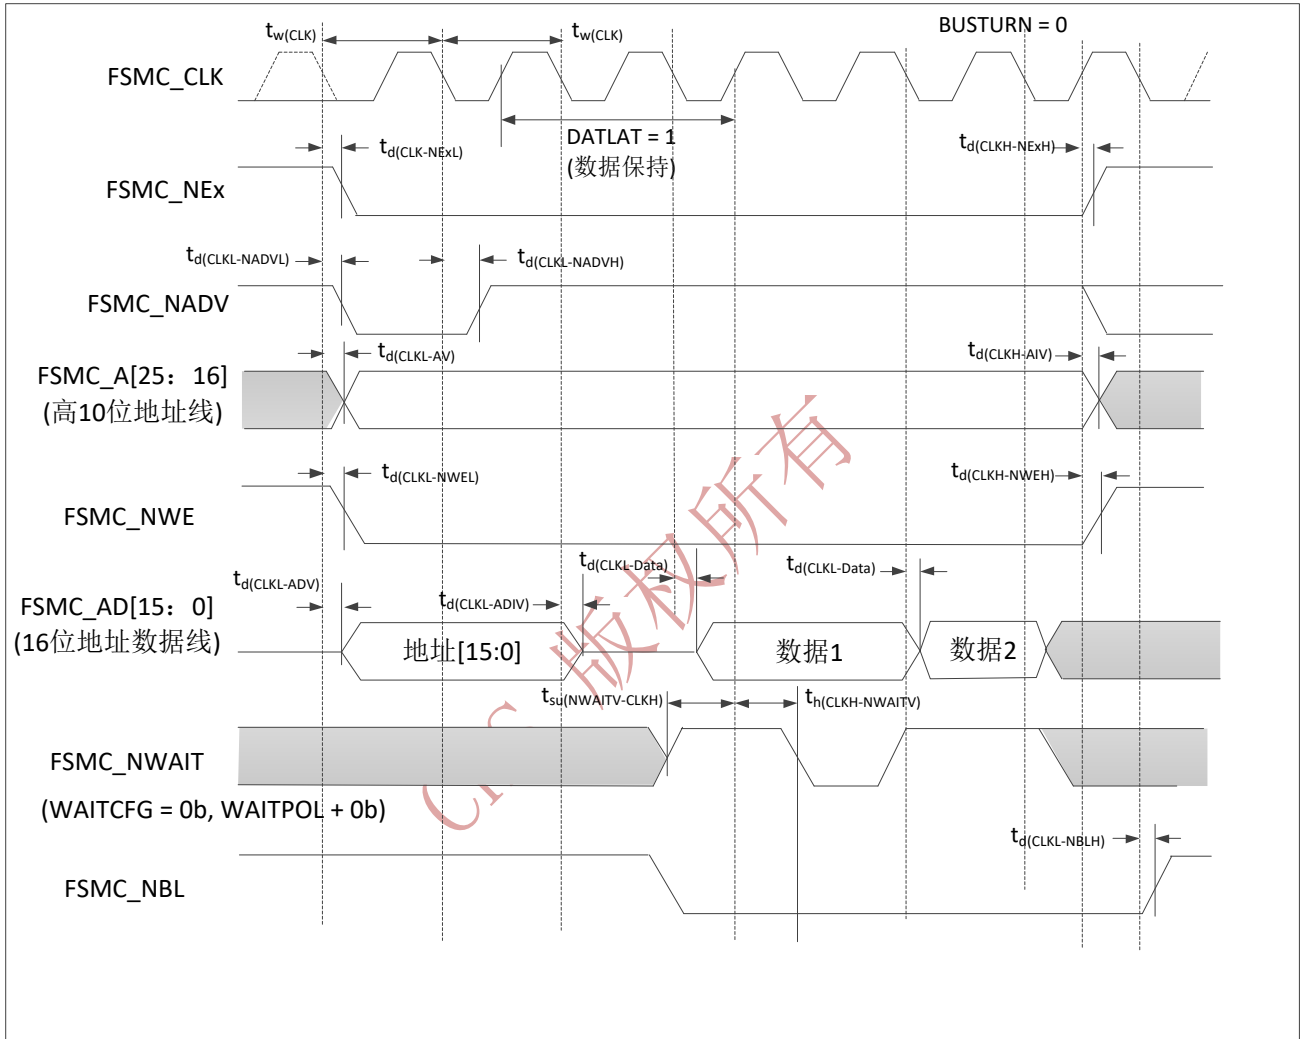 BUSTURN = 0
tw(CLK)
tw(CLK)
FSMC_CLK
DATLAT = 1
(数据保持)
td(CLK-NExL)
td(CLKH-NExH)
FSMC_NEx
td(CLKL-NADVL)
td(CLKL-NADVH)
FSMC_NADV
td(CLKL-AV)
td(CLKH-AIV)
FSMC_A[25：16]
(高10位地址线)
td(CLKL-NWEL)
td(CLKH-NWEH)
FSMC_NWE
td(CLKL-Data)
td(CLKL-Data)
td(CLKL-ADV)
td(CLKL-ADIV)
FSMC_AD[15：0]
(16位地址数据线)
地址[15:0]
数据1
数据2
tsu(NWAITV-CLKH)
th(CLKH-NWAITV)
FSMC_NWAIT
(WAITCFG = 0b, WAITPOL + 0b)
td(CLKL-NBLH)
FSMC_NBL
版权所有